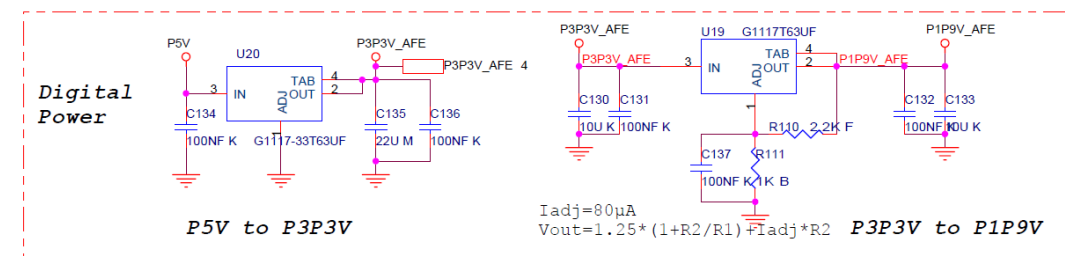 P5V
U20
P3P3V_AFE
P3P3V_AFE
U19
G1117T63UF
P1P9V_AFE
Digital
Power
3
IN
ADJ
TAB
OUT
4
2
1
P3P3V_AFE 4
P3P3V_AFE
3
IN
ADJ
TAB
OUT
4
2
1
P1P9V_AFE
C134
100NF K
G1117-33T63UF
C135
22U M
C136
100NF K
C130
10U K
C131
100NF K
R110
2.2K F
C132
100NF K
C133
10U K
C137
100NF K
R111
1K B
Iadj=80µA
Vout=1.25*(1+R2/R1)+Iadj*R2
P5V to P3P3V
P3P3V to P1P9V